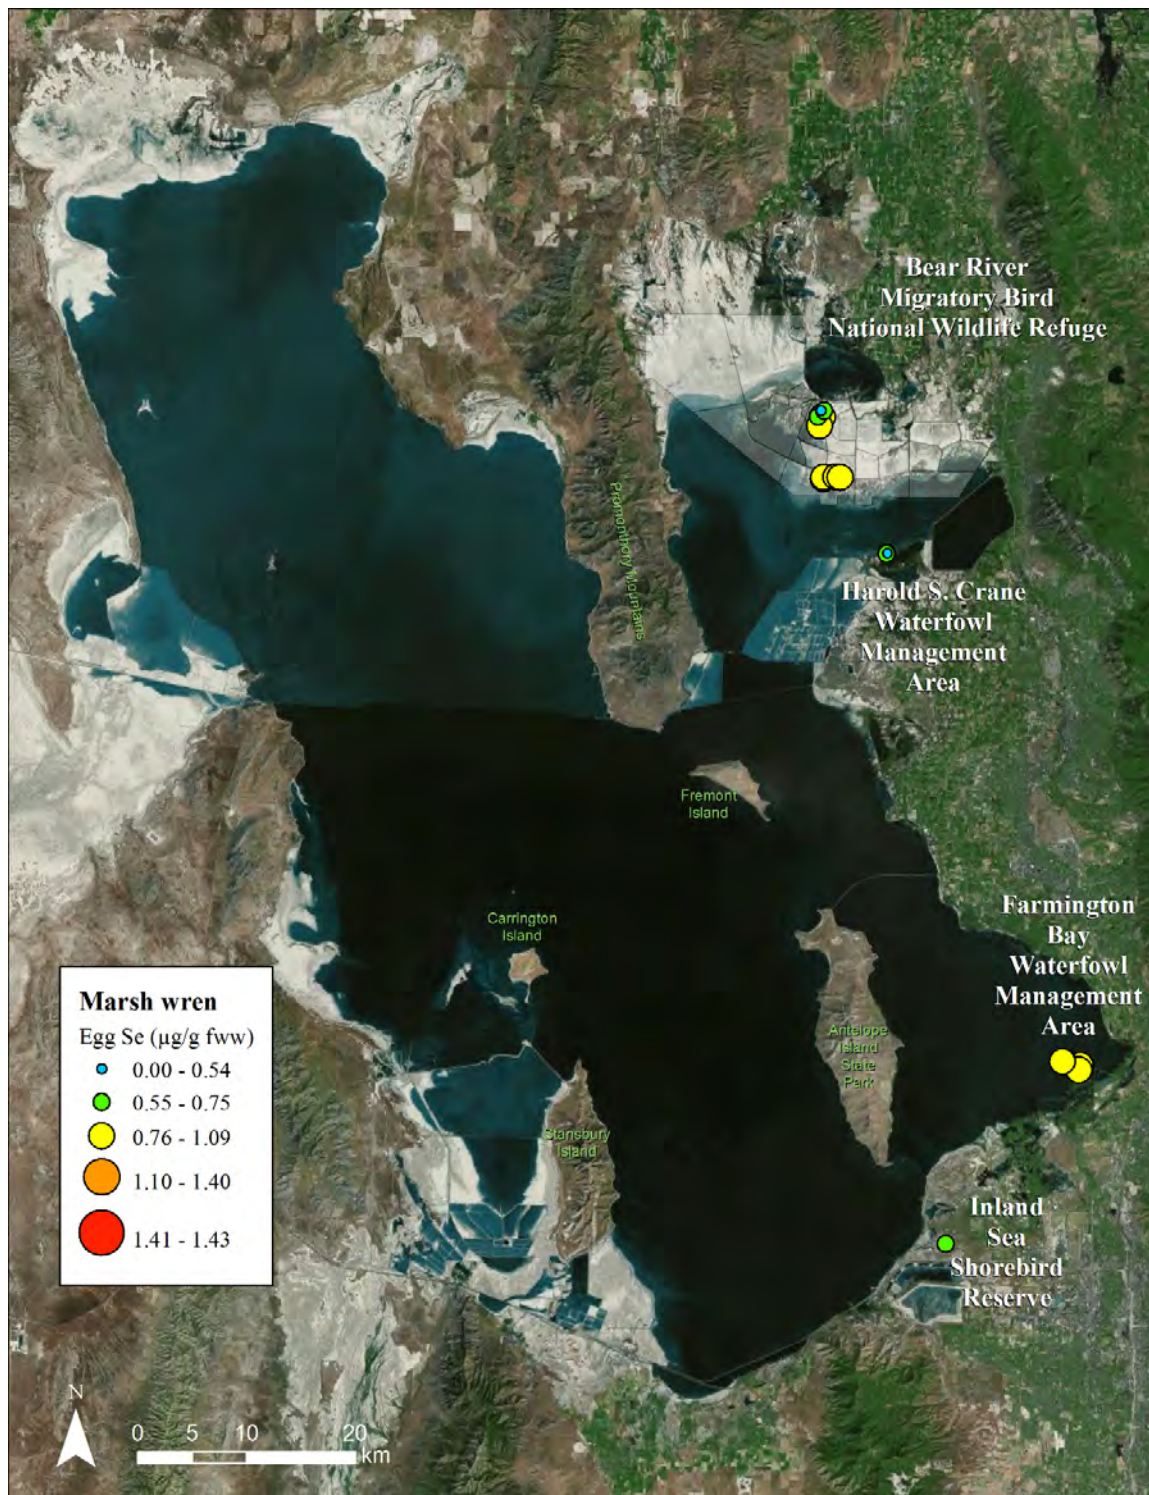 Bear River
Migratory Bird
National Wildlife Refuge
Promonthory Mountains
Harold S. Crane
Waterfowl
Management
Area
Fremont
Island
Carrington
Island
Farmington
Bay
Waterfowl
Management
Area
Antelope
Island
State
Park
Stansbury
Island
Inland
Sea
Shorebird
Reserve
Marsh wren
Egg Se (µg/g fww)
0.00 - 0.54
0.55 - 0.75
0.76 - 1.09
1.10 - 1.40
1.41 - 1.43
N
0 5 10 20
km